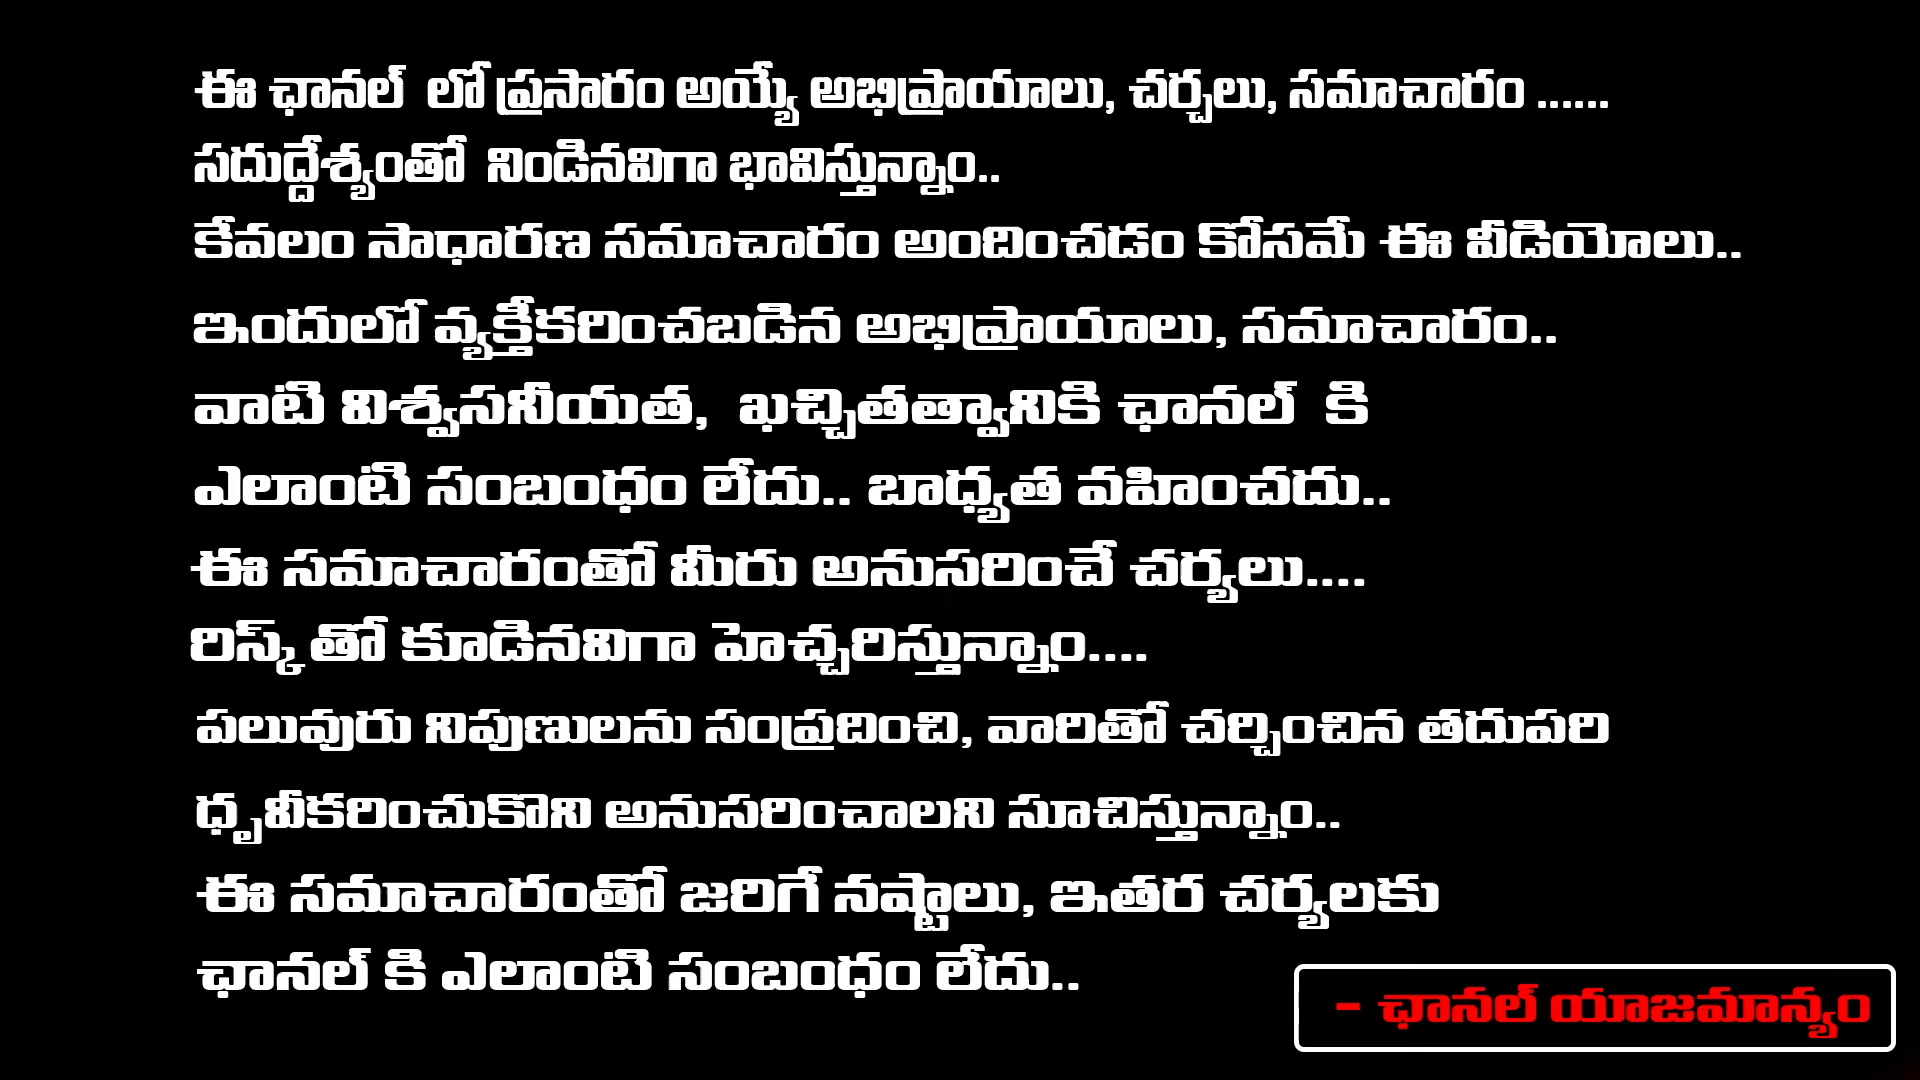 ఈ ఛానల్ లో ప్రసారం అయ్యే అభిప్రాయాలు, చర్చలు, సమాచారం ......
సదుద్దేశ్యంతో నిండినవిగా భావిస్తున్నాం..
కేవలం సాధారణ సమాచారం అందించడం కోసమే ఈ వీడియోలు..
ఇందులో వ్యక్తీకరించబడిన అభిప్రాయాలు, సమాచారం..
వాటి విశ్వసనీయత, ఖచ్చితత్వానికి ఛానల్ కి
ఎలాంటి సంబంధం లేదు.. బాధ్యత వహించదు..
ఈ సమాచారంతో మీరు అనుసరించే చర్యలు....
రిస్క్ తో కూడినవిగా హెచ్చరిస్తున్నాం....
పలువురు నిపుణులను సంప్రదించి, వారితో చర్చించిన తదుపరి
ధృవీకరించుకొని అనుసరించాలని సూచిస్తున్నాం..
ఈ సమాచారంతో జరిగే నష్టాలు, ఇతర చర్యలకు
ఛానల్ కి ఎలాంటి సంబంధం లేదు..
- ఛానల్ యాజమాన్యం